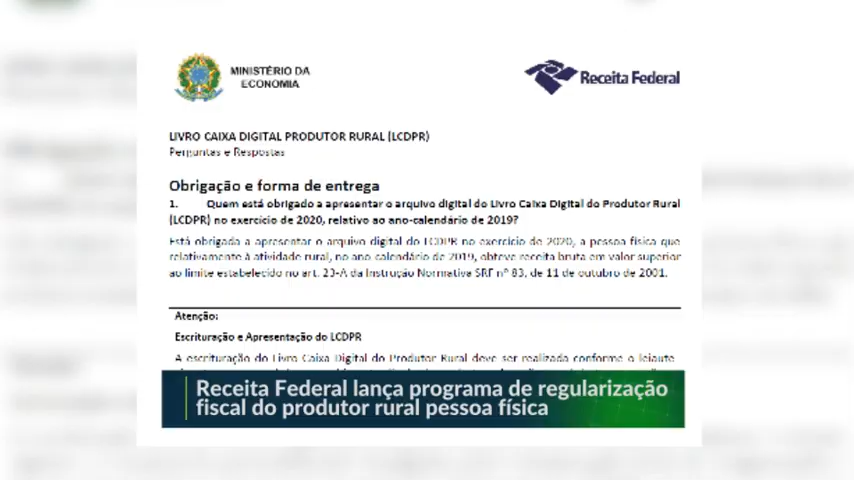 MINISTÉRIO DA
ECONOMIA
Receita Federal
LIVRO CAIXA DIGITAL PRODUTOR RURAL (LCDPR)
Perguntas e Respostas
Obrigação e forma de entrega
1. Quem está obrigado a apresentar o arquivo digital do Livro Caixa Digital do Produtor Rural
(LCDPR) no exercício de 2020, relativo ao ano-calendário de 2019?
Está obrigada a apresentar o arquivo digital do LCDPR no exercício de 2020, a pessoa física que
relativamente à atividade rural, no ano calendário de 2019, obteve receita bruta em valor superior
ao limite estabelecido no art. 23-A da Instrução Normativa SRF nº 83, de 11 de outubro de 2001.
Atenção:
Escrituração e Apresentação do LCDPR
A escrituração do Livro Caixa Digital do Produtor Rural deve ser realizada conforme o leiaute
Receita Federal lança programa de regularização
fiscal do produtor rural pessoa física